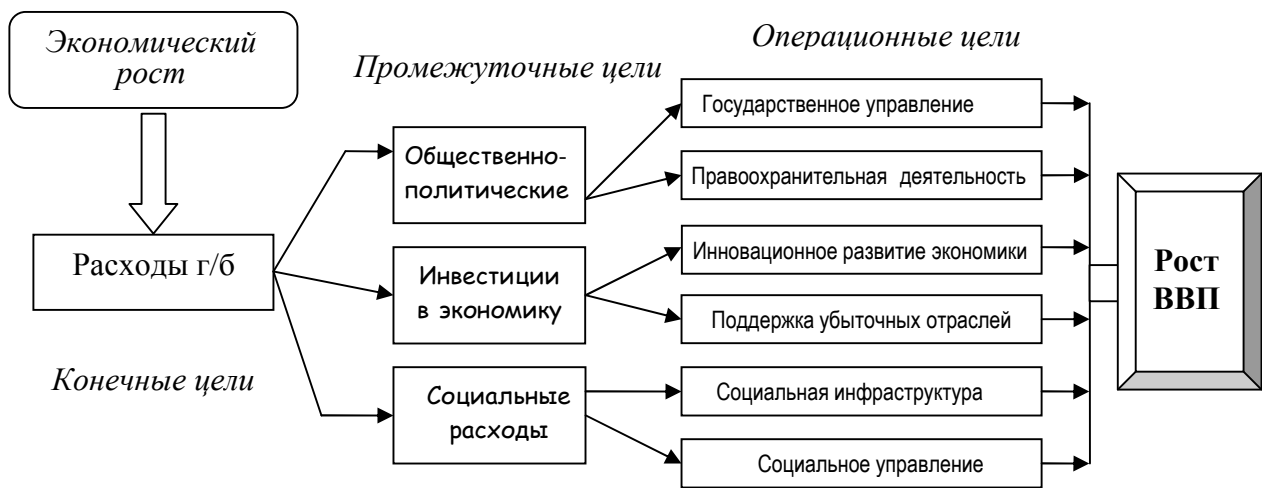 Экономический
рост
Расходы г/б
Конечные цели
Промежуточные цели
Общественно-
политические
Инвестиции
в экономику
Социальные
расходы
Операционные цели
Государственное управление
Правоохранительная деятельность
Инновационное развитие экономики
Поддержка убыточных отраслей
Социальная инфраструктура
Социальное управление
Рост
ВВП